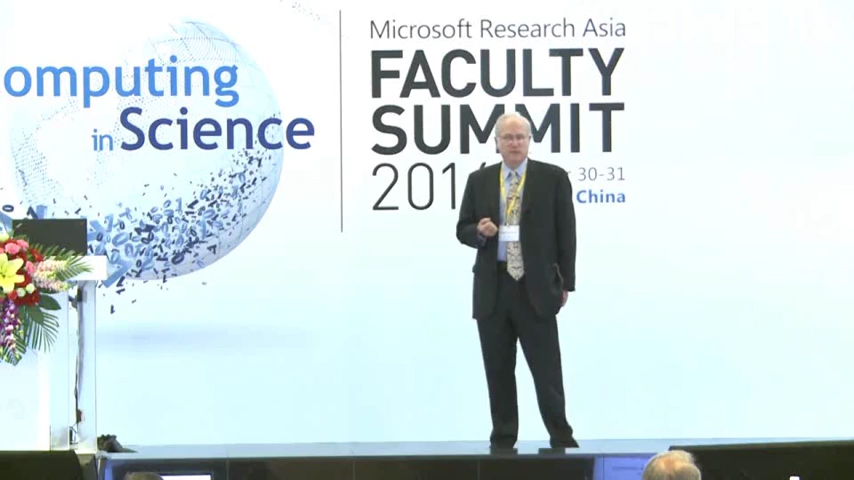 omputing
in Science
Microsoft Research Asia
FACULTY
SUMMIT
201
30-31
China